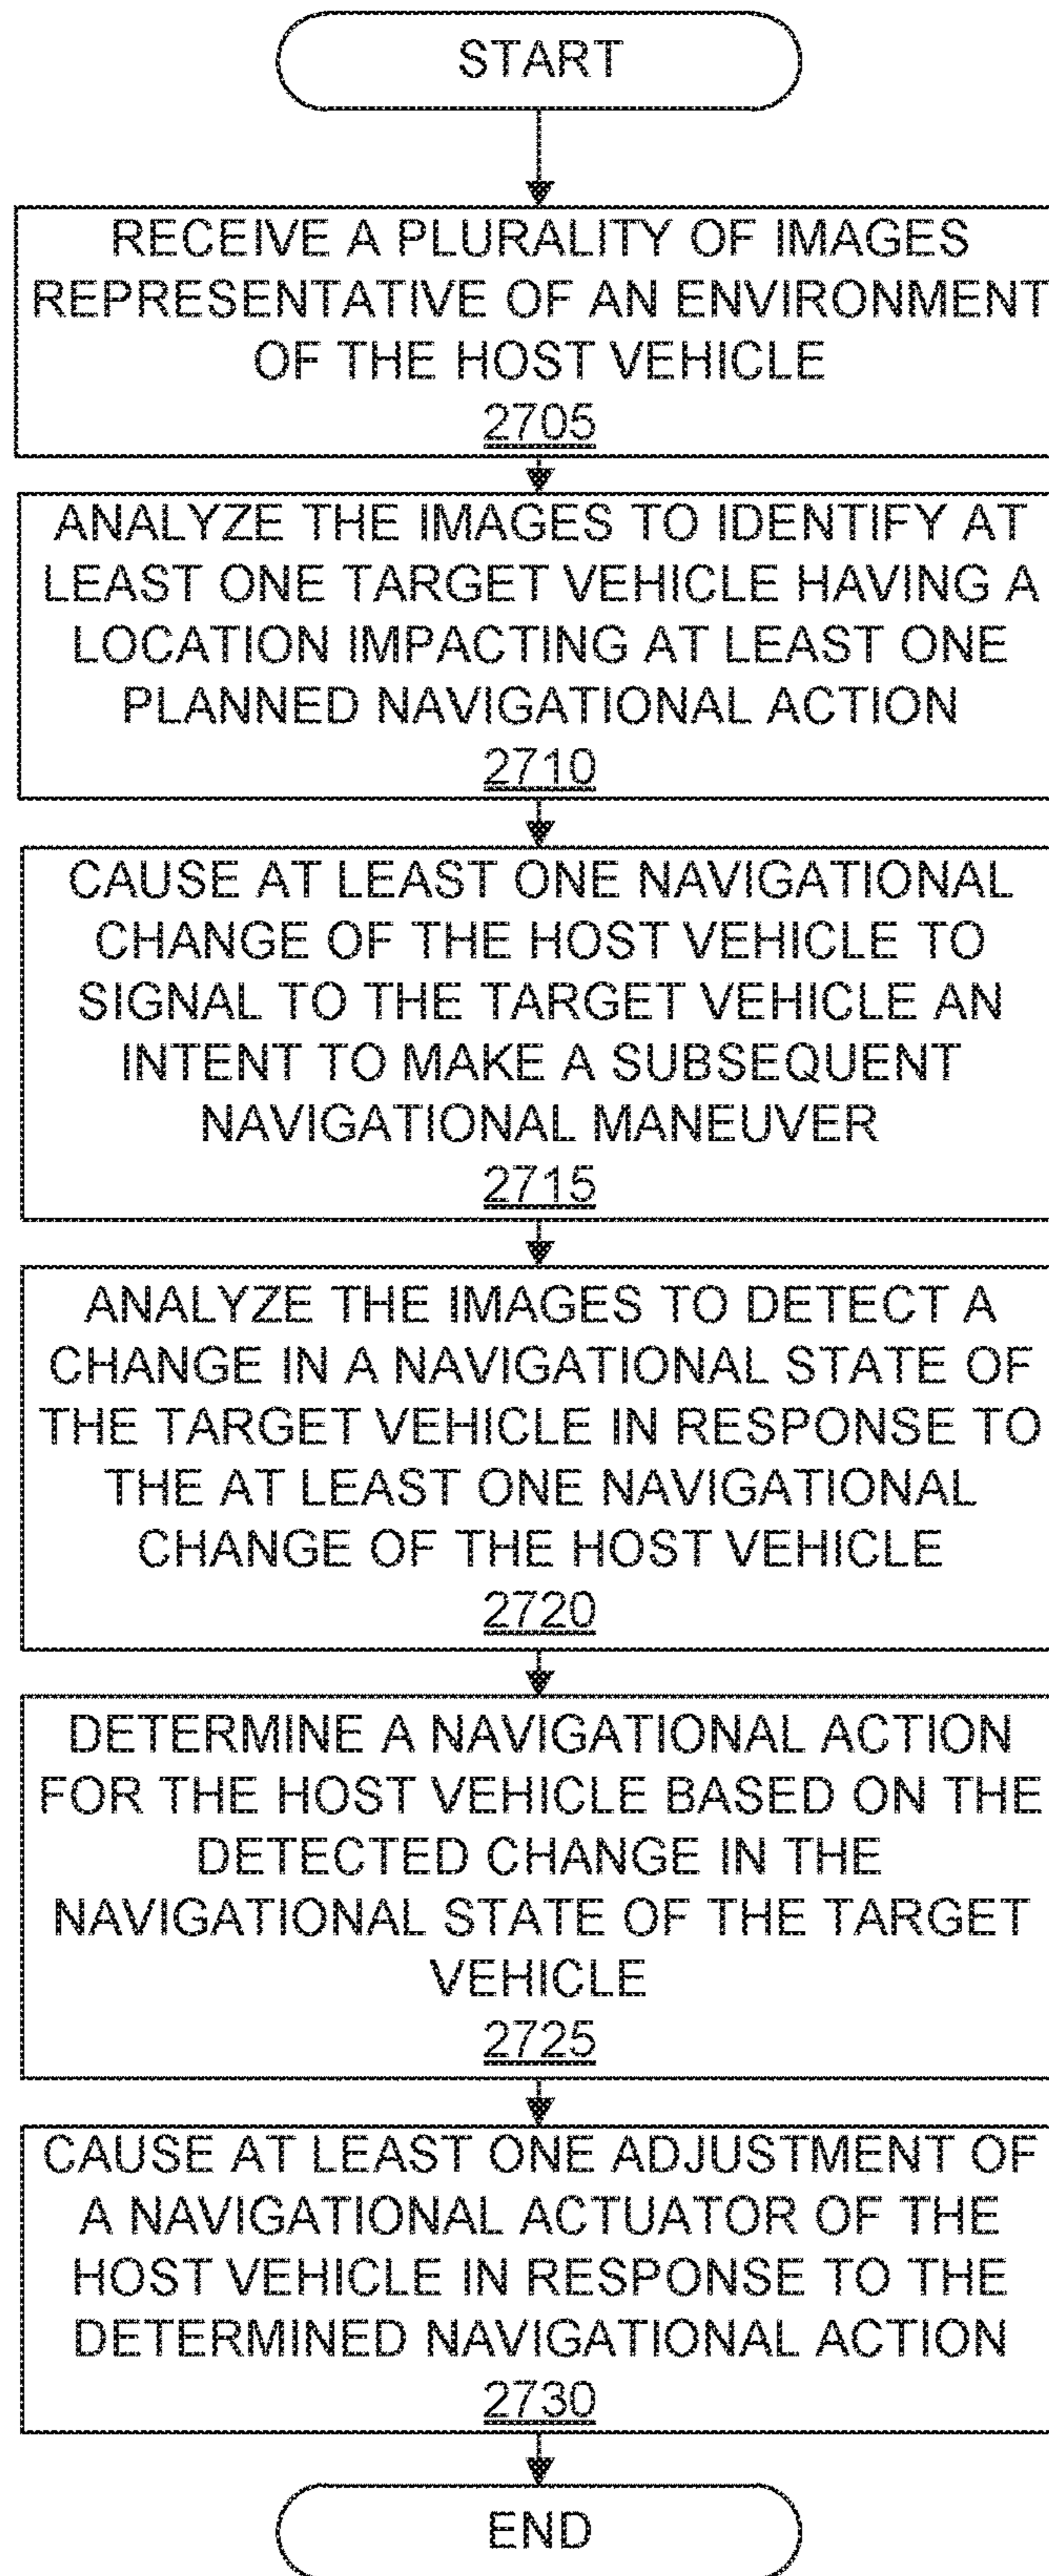 START
RECEIVE A PLURALITY OF IMAGES
REPRESENTATIVE OF AN ENVIRONMENT
OF THE HOST VEHICLE
2705
ANALYZE THE IMAGES TO IDENTIFY AT
LEAST ONE TARGET VEHICLE HAVING A
LOCATION IMPACTING AT LEAST ONE
PLANNED NAVIGATIONAL ACTION
2710
CAUSE AT LEAST ONE NAVIGATIONAL
CHANGE OF THE HOST VEHICLE TO
SIGNAL TO THE TARGET VEHICLE AN
INTENT TO MAKE A SUBSEQUENT
NAVIGATIONAL MANEUVER
2715
ANALYZE THE IMAGES TO DETECT A
CHANGE IN A NAVIGATIONAL STATE OF
THE TARGET VEHICLE IN RESPONSE TO
THE AT LEAST ONE NAVIGATIONAL
CHANGE OF THE HOST VEHICLE
2720
DETERMINE A NAVIGATIONAL ACTION
FOR THE HOST VEHICLE BASED ON THE
DETECTED CHANGE IN THE
NAVIGATIONAL STATE OF THE TARGET
VEHICLE
2725
CAUSE AT LEAST ONE ADJUSTMENT OF
A NAVIGATIONAL ACTUATOR OF THE
HOST VEHICLE IN RESPONSE TO THE
DETERMINED NAVIGATIONAL ACTION
2730
END